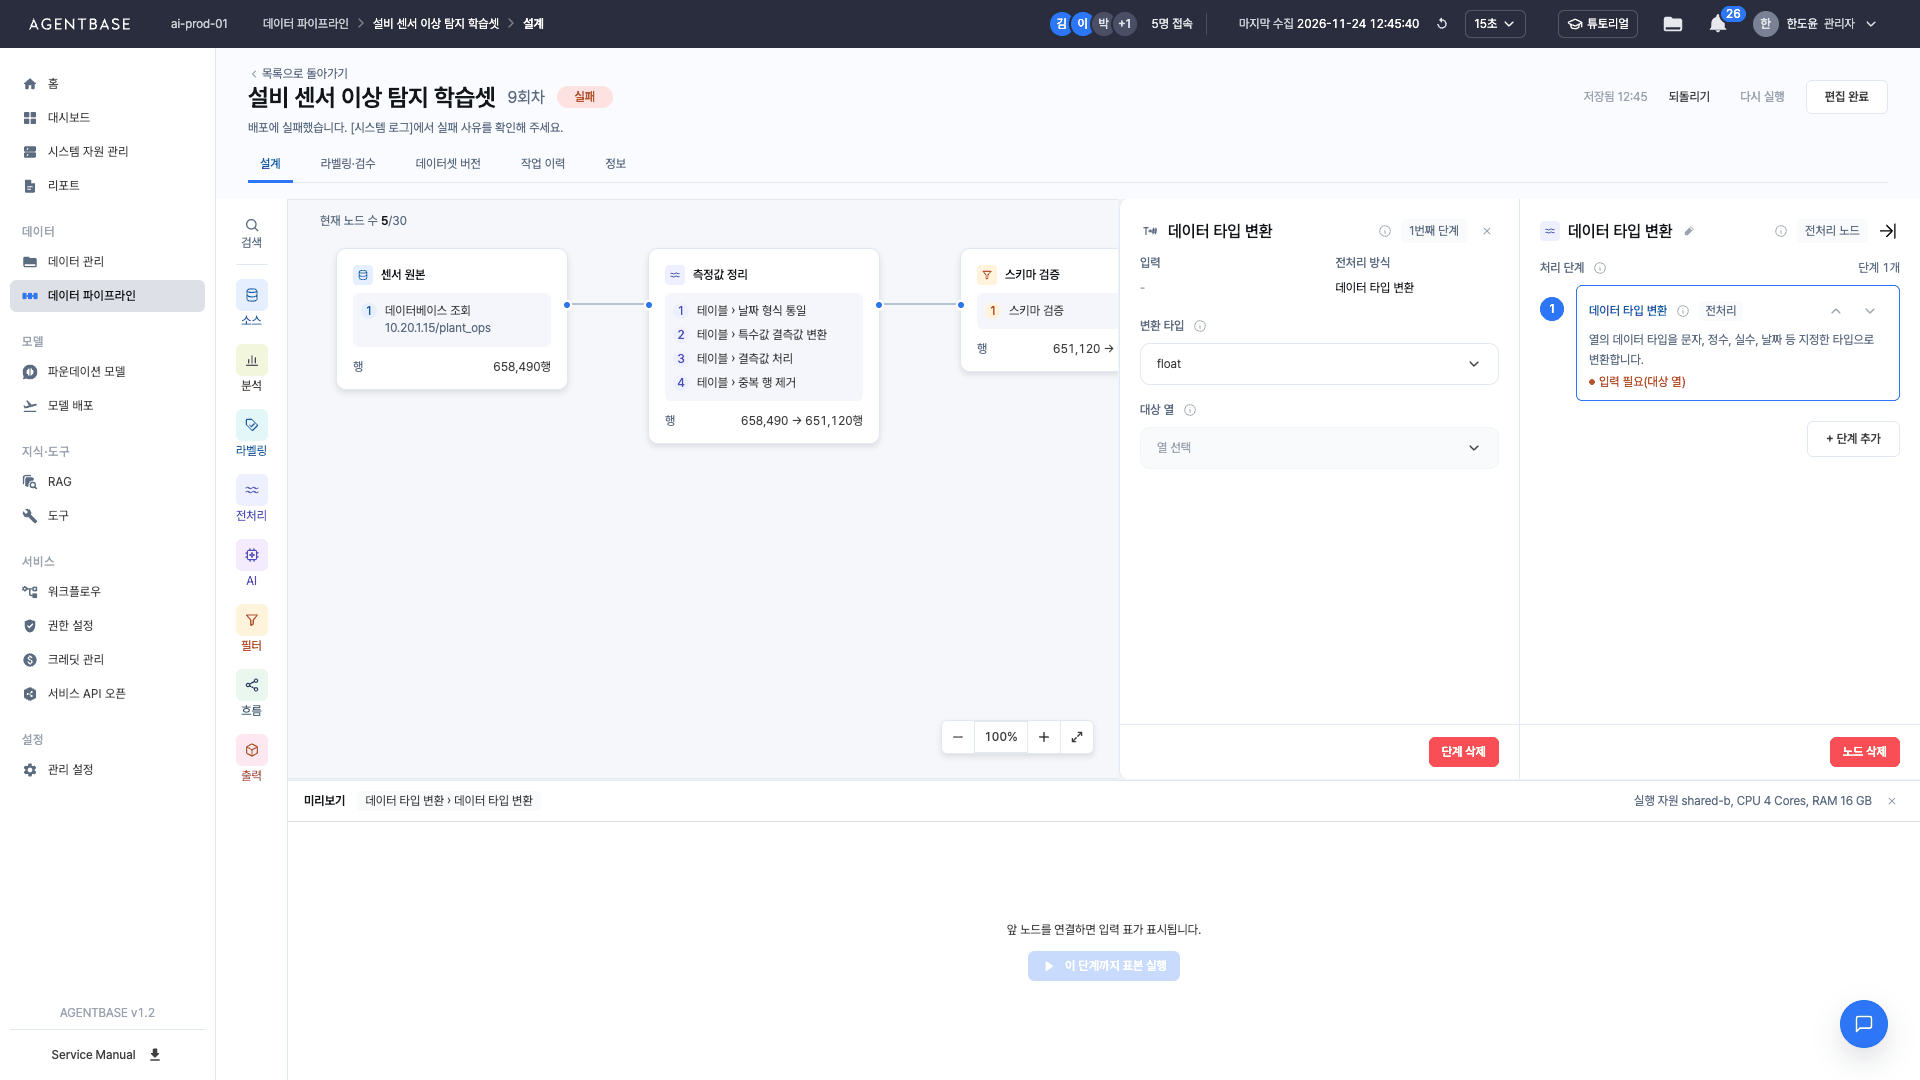 AGENTBASE
ai-prod-01
데이터 파이프라인 > 설비 센서 이상 탐지 학습셋 > 설계
김 이 박 +1 5명 접속
마지막 수집 2026-11-24 12:45:40
15초
튜토리얼
26
한 한도윤 관리자
홈
대시보드
시스템 자원 관리
리포트
데이터
데이터 관리
데이터 파이프라인
모델
파운데이션 모델
모델 배포
지식·도구
RAG
도구
서비스
워크플로우
권한 설정
크레딧 관리
서비스 API 오픈
설정
관리 설정
AGENTBASE v1.2
Service Manual
목록으로 돌아가기
설비 센서 이상 탐지 학습셋 9회차 실패
배포에 실패했습니다. [시스템 로그]에서 실패 사유를 확인해 주세요.
저장됨 12:45 되돌리기 다시 실행 편집 완료
설계 라벨링·검수 데이터셋 버전 작업 이력 정보
검색
소스
분석
라벨링
전처리
AI
필터
흐름
출력
현재 노드 수 5/30
센서 원본
1 데이터베이스 조회
10.20.1.15/plant_ops
행 658,490행
측정값 정리
1 테이블 › 날짜 형식 통일
2 테이블 › 특수값 결측값 변환
3 테이블 › 결측값 처리
4 테이블 › 중복 행 제거
행 658,490 → 651,120행
스키마 검증
1 스키마 검증
행 651,120 →
100%
데이터 타입 변환 1번째 단계
입력 전처리 방식
- 데이터 타입 변환
변환 타입
float
대상 열
열 선택
단계 삭제
데이터 타입 변환 전처리 노드
처리 단계 단계 1개
1 데이터 타입 변환 전처리
열의 데이터 타입을 문자, 정수, 실수, 날짜 등 지정한 타입으로
변환합니다.
입력 필요(대상 열)
+ 단계 추가
노드 삭제
미리보기 데이터 타입 변환 › 데이터 타입 변환
실행 자원 shared-b, CPU 4 Cores, RAM 16 GB
앞 노드를 연결하면 입력 표가 표시됩니다.
이 단계까지 표본 실행